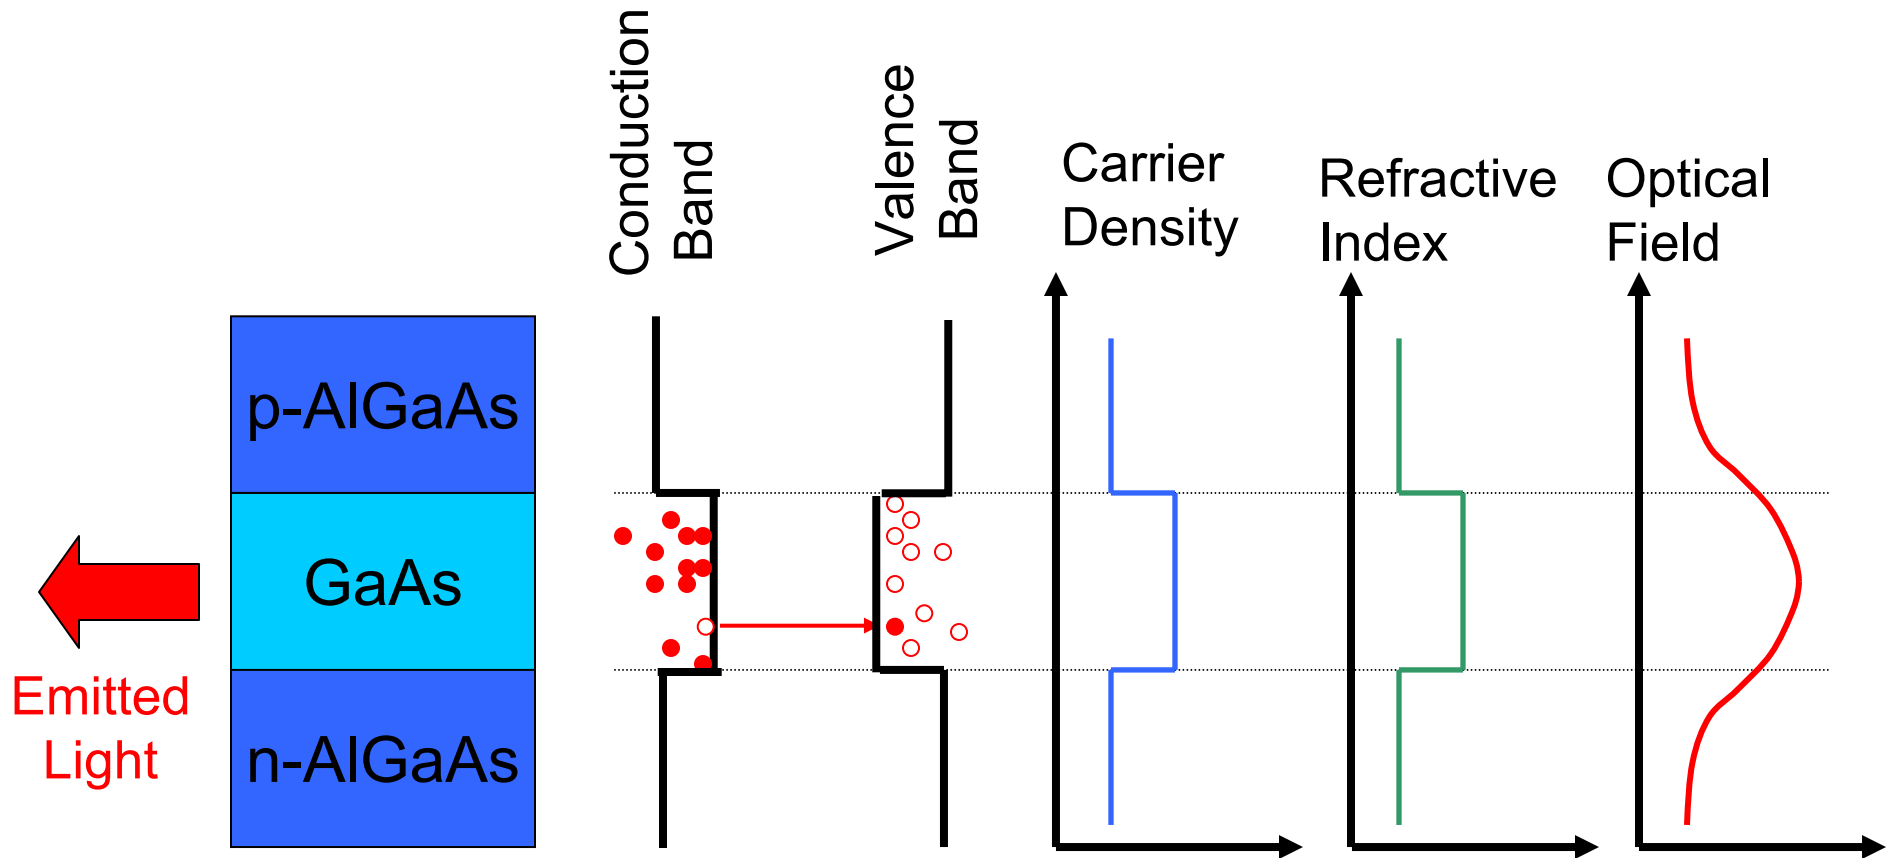 Conduction
Band
Valence
Band
Carrier
Density
Refractive
Index
Optical
Field
p-AlGaAs
GaAs
n-AlGaAs
Emitted
Light